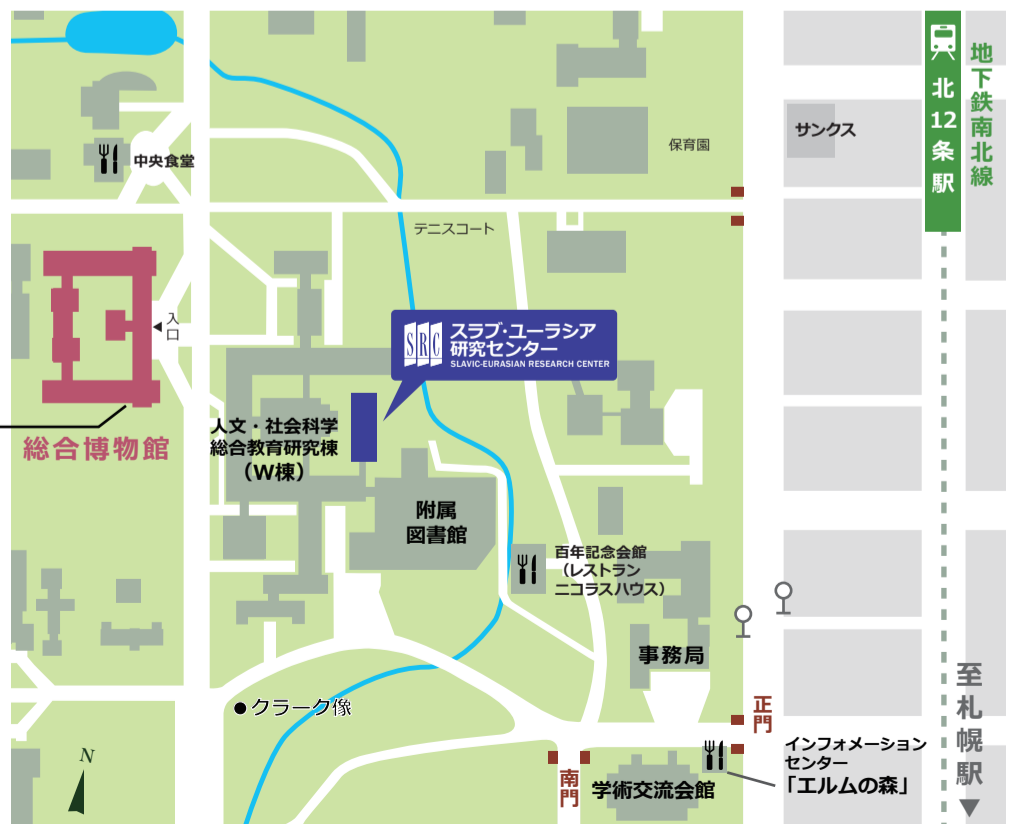 北12条駅
地下鉄南北線
サンクス
保育園
中央食堂
テニスコート
入口
SRC
スラブ･ユーラシア
研究センター
SLAVIC-EURASIAN RESEARCH CENTER
人文・社会科学
総合教育研究棟
（W棟）
総合博物館
附属
図書館
百年記念会館
（レストラン
ニコラスハウス）
事務局
至札幌駅▼
クラーク像
正門
インフォメーション
センター
「エルムの森」
南門
学術交流会館
N